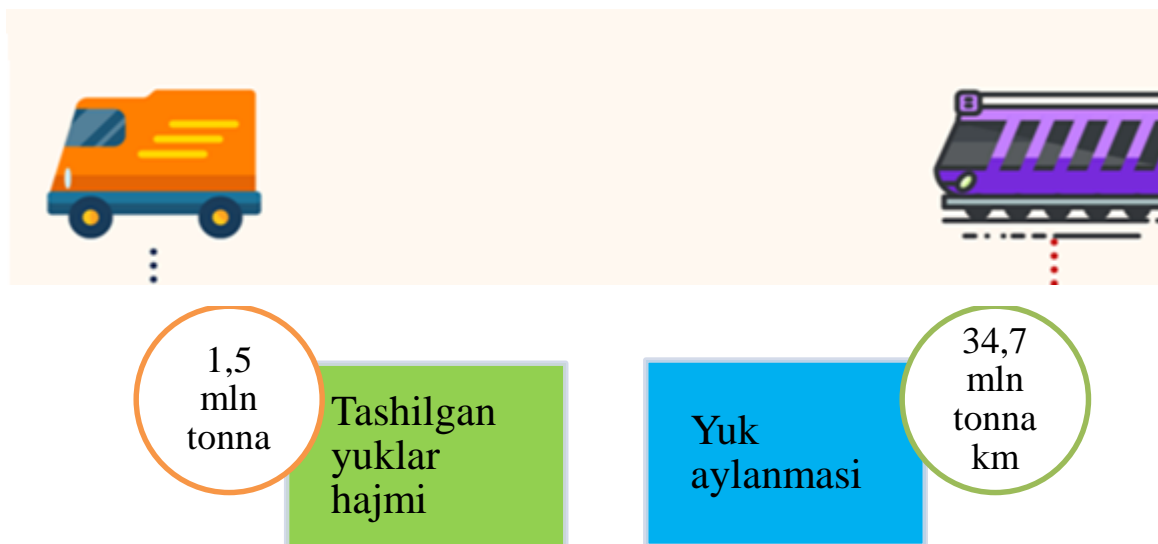 1,5
mln
tonna
Tashilgan
yuklar
hajmi
Yuk
aylanmasi
34,7
mln
tonna
km